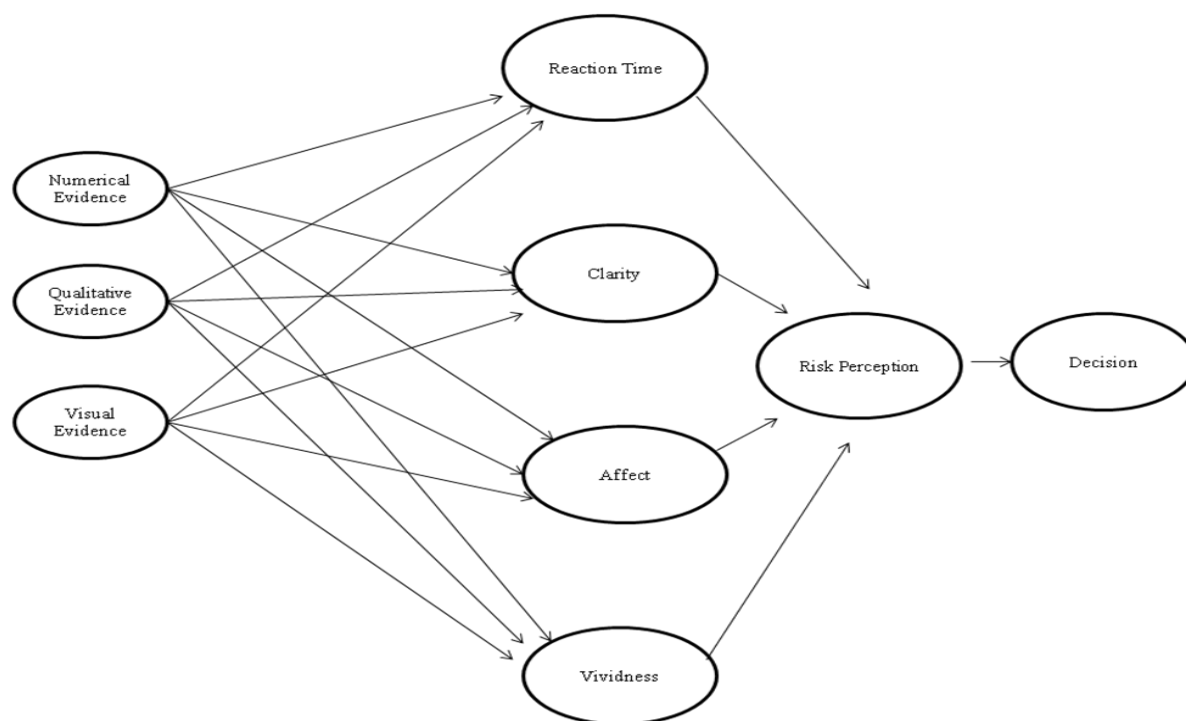 Reaction Time
Numerical
Evidence
Clarity
Qualitative
Evidence
Risk Perception
Decision
Visual
Evidence
Affect
Vividness